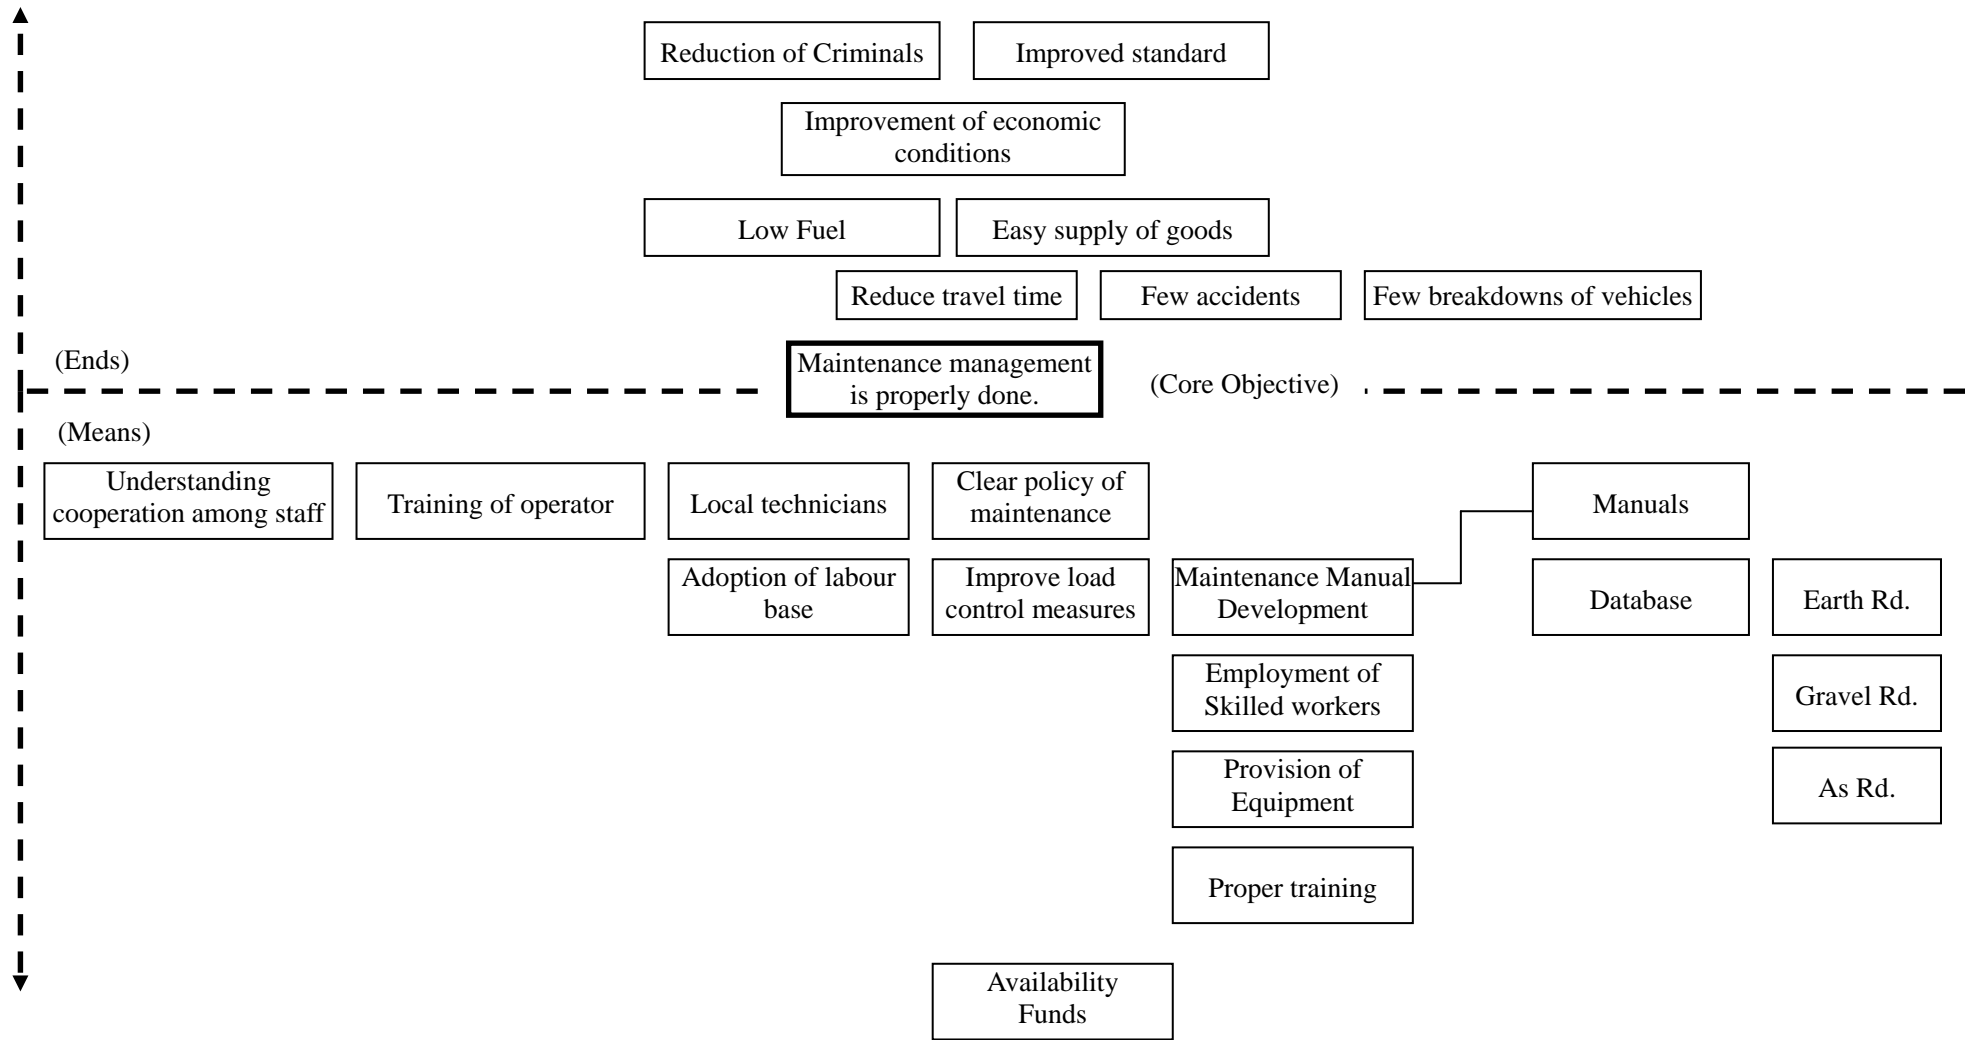 Reduction of Criminals
Improved standard
Improvement of economic
conditions
Low Fuel
Easy supply of goods
Reduce travel time
Few accidents
Few breakdowns of vehicles
(Ends)
Maintenance management
is properly done.
(Core Objective)
(Means)
Understanding
cooperation among staff
Training of operator
Local technicians
Clear policy of
maintenance
Manuals
Adoption of labour
base
Improve load
control measures
Maintenance Manual
Development
Database
Earth Rd.
Employment of
Skilled workers
Gravel Rd.
Provision of
Equipment
As Rd.
Proper training
Availability
Funds